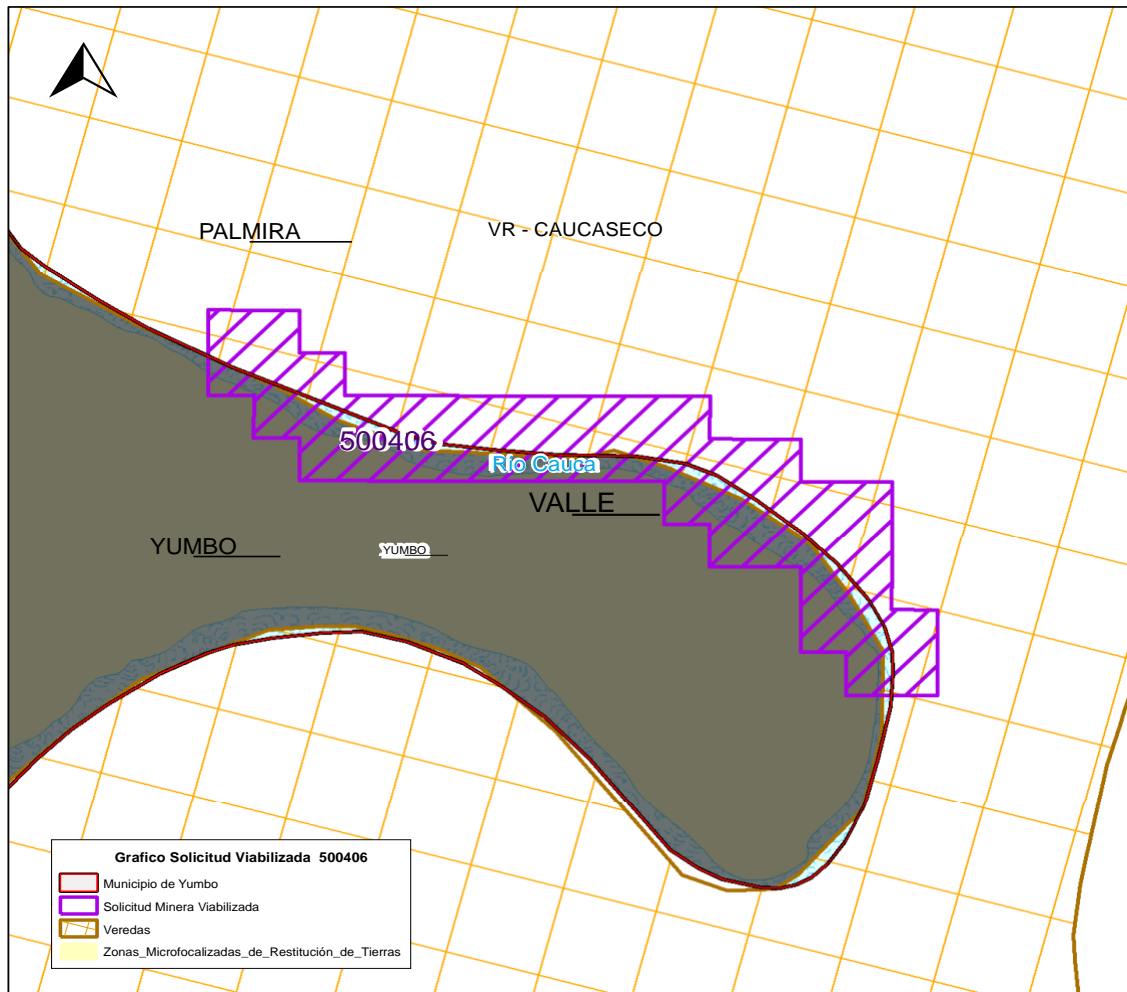 PALMIRA
VR - CAUCASECO
500406
Río Cauca
VALLE
YUMBO
YUMBO
Grafico Solicitud Viabilizada 500406
Municipio de Yumbo
Solicitud Minera Viabilizada
Veredas
Zonas_Microfocalizadas_de_Restitución_de_Tierras